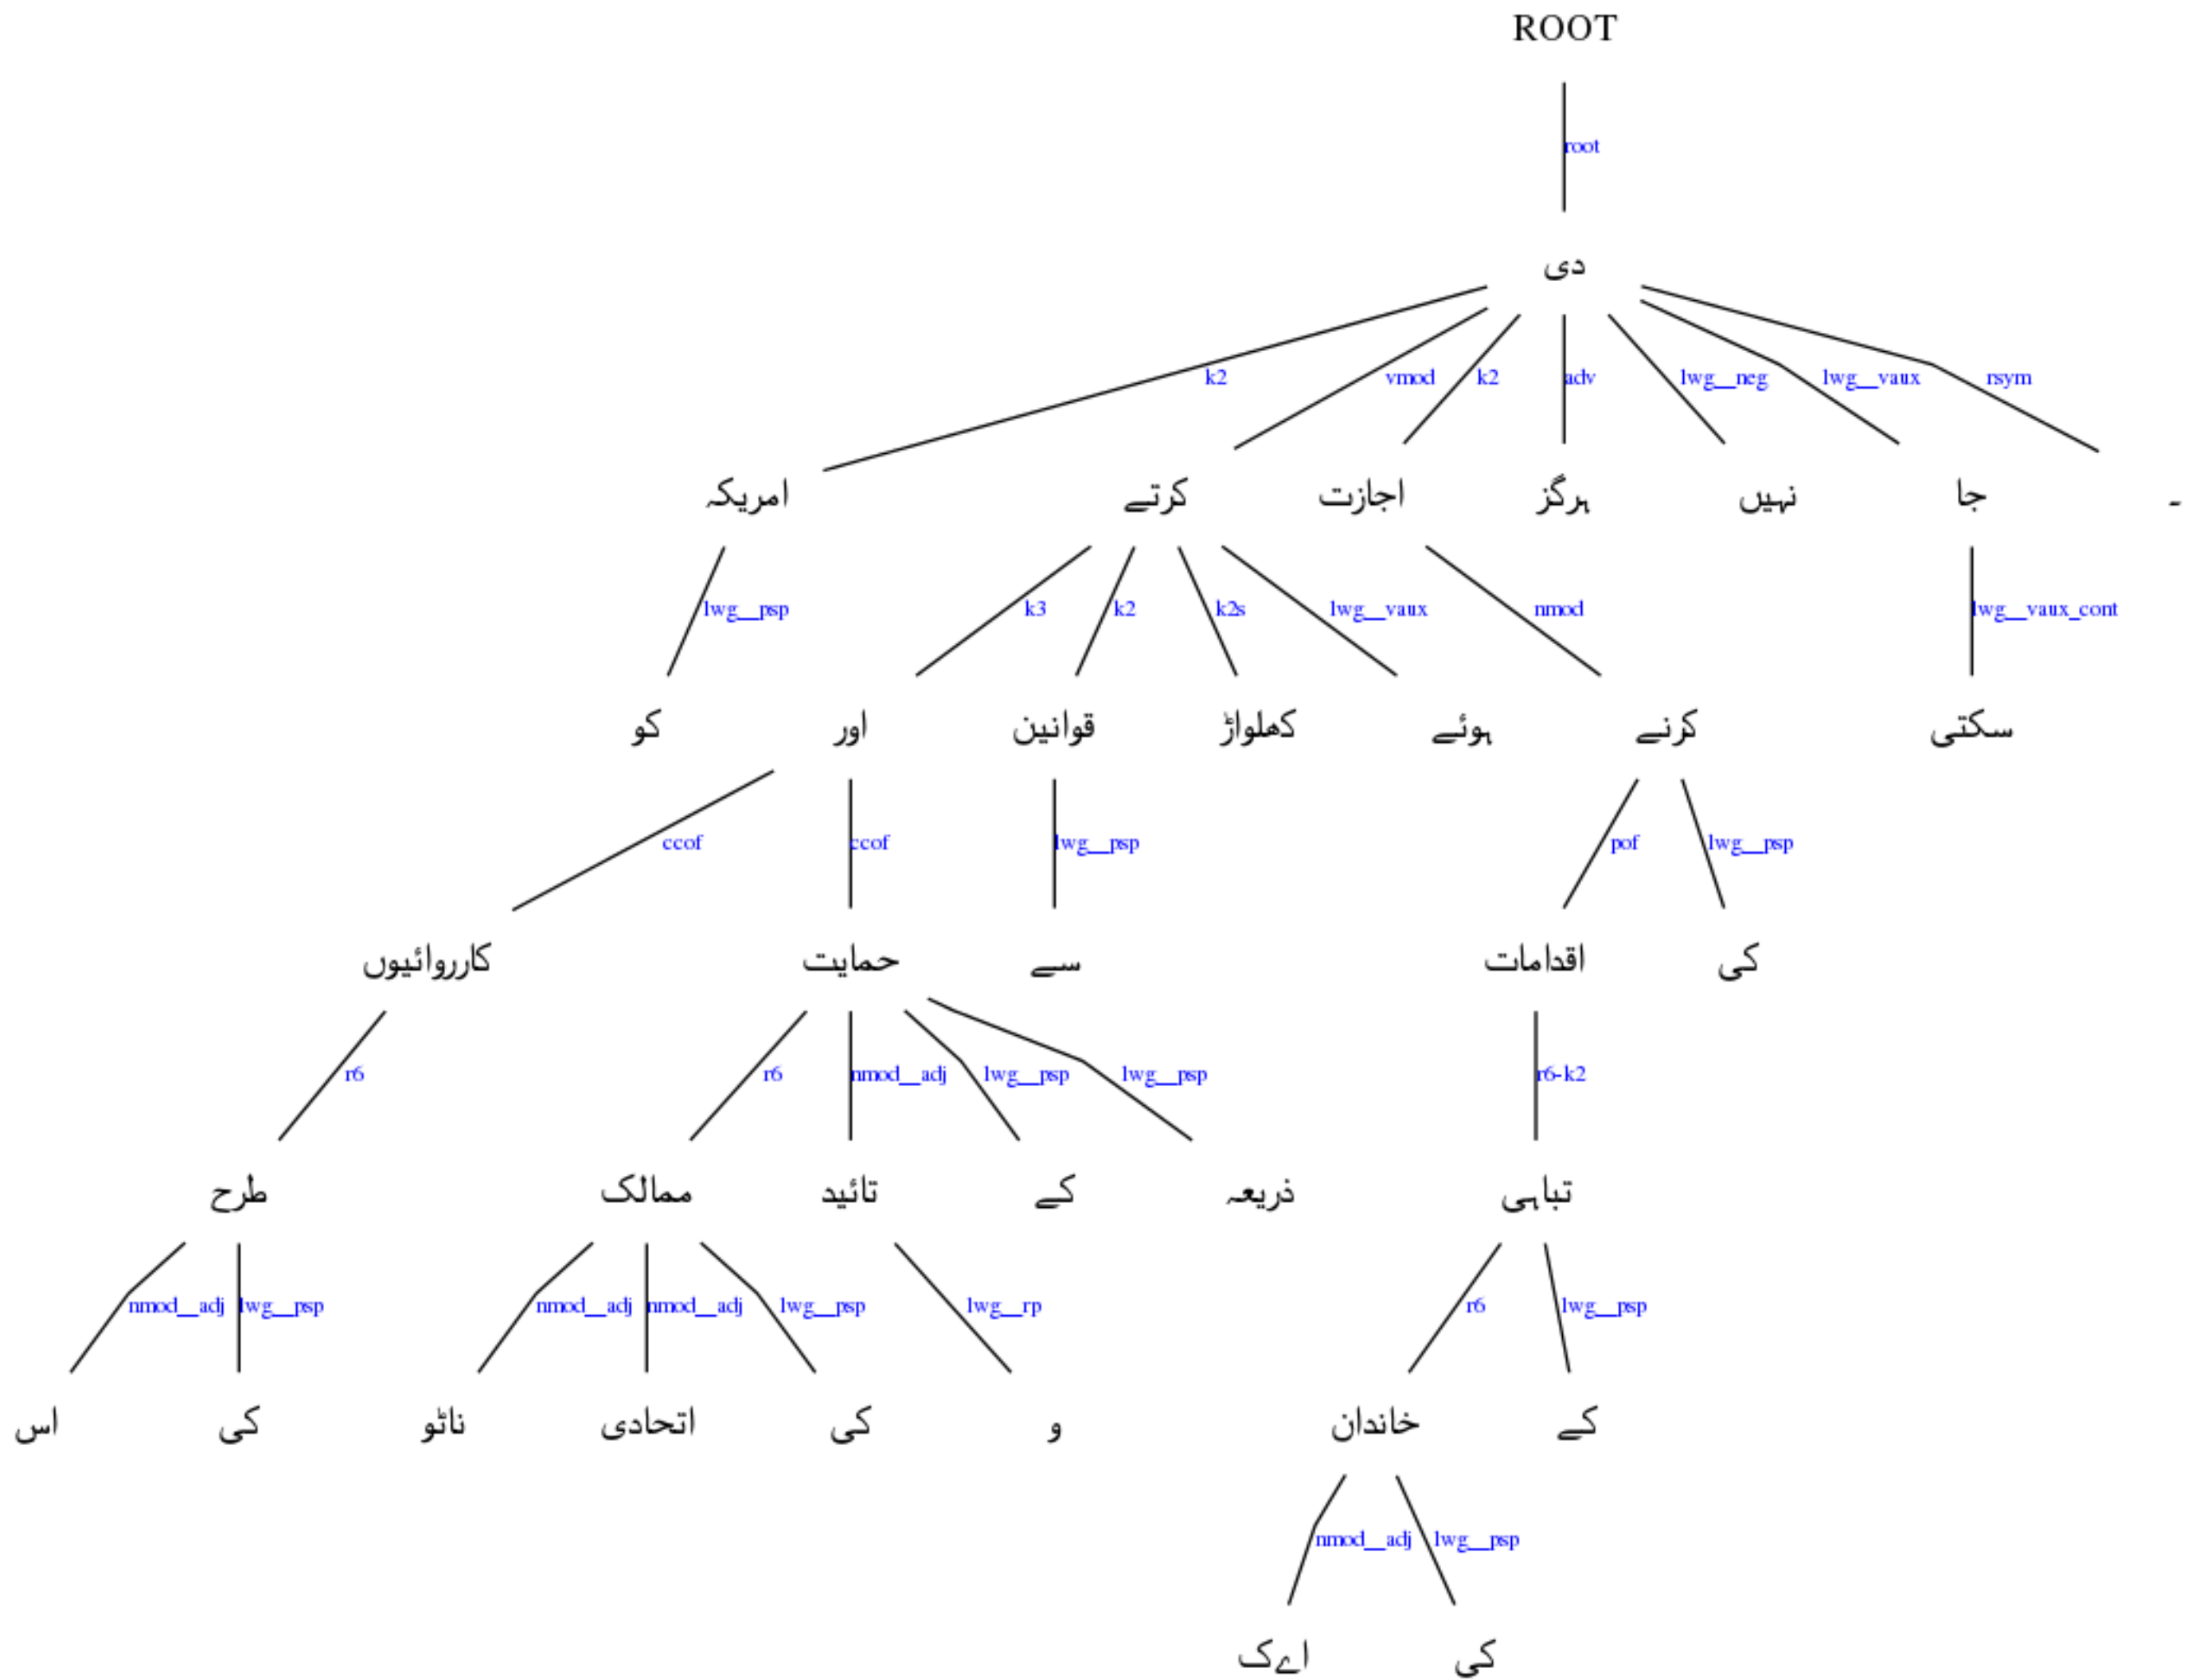 ROOT
root
دی
k2 vmod k2 adv lwg__neg lwg__vaux rsym
امریکہ کرتے اجازت ہرگز نہیں جا ۔
lwg__psp k3 k2 k2s lwg__vaux nmod lwg__vaux_cont
کو اور قوانین کھلواڑ ہوئے کرنے سکتی
ccof ccof lwg__psp pof lwg__psp
کارروائیوں حمایت سے اقدامات کی
r6 r6 nmod__adj lwg__psp lwg__psp r6-k2
طرح ممالک تائید کے ذریعہ تباہی
nmod__adj lwg__psp nmod__adj nmod__adj lwg__psp lwg__rp r6 lwg__psp
اس کی ناٹو اتحادی کی و خاندان کے
nmod__adj lwg__psp
اےک کی